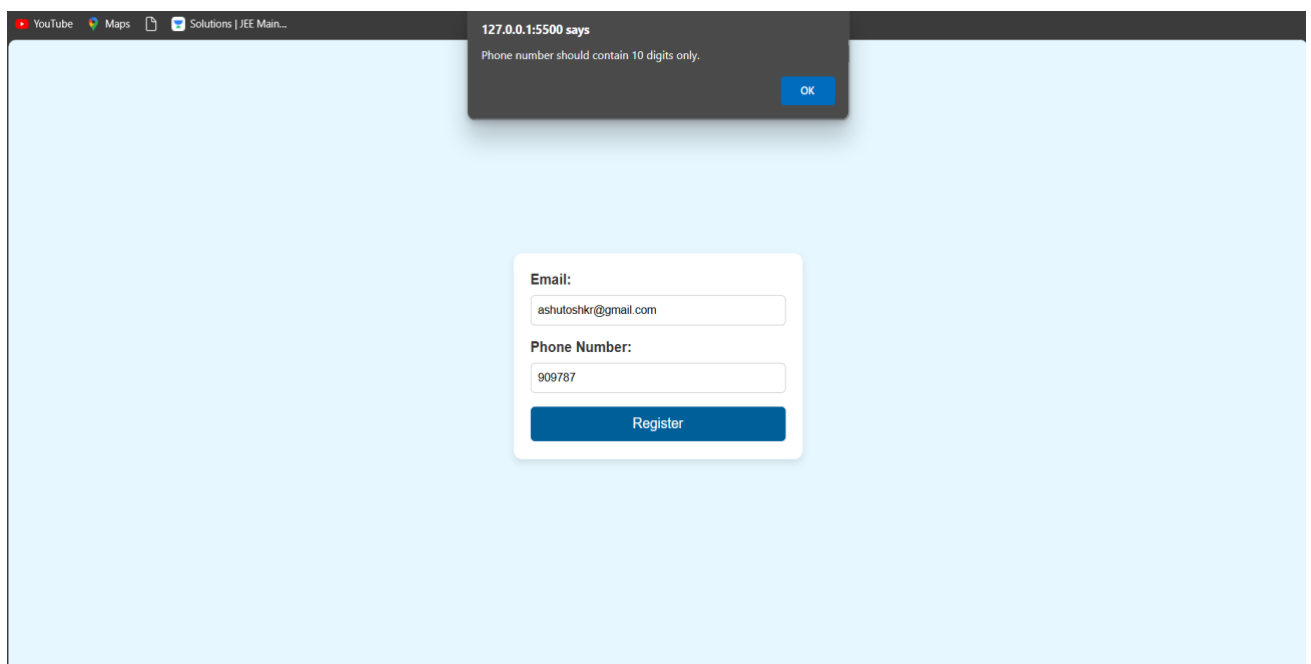 YouTube Maps Solutions | JEE Main...
127.0.0.1:5500 says
Phone number should contain 10 digits only.
OK
Email:
ashutoshkr@gmail.com
Phone Number:
909787
Register